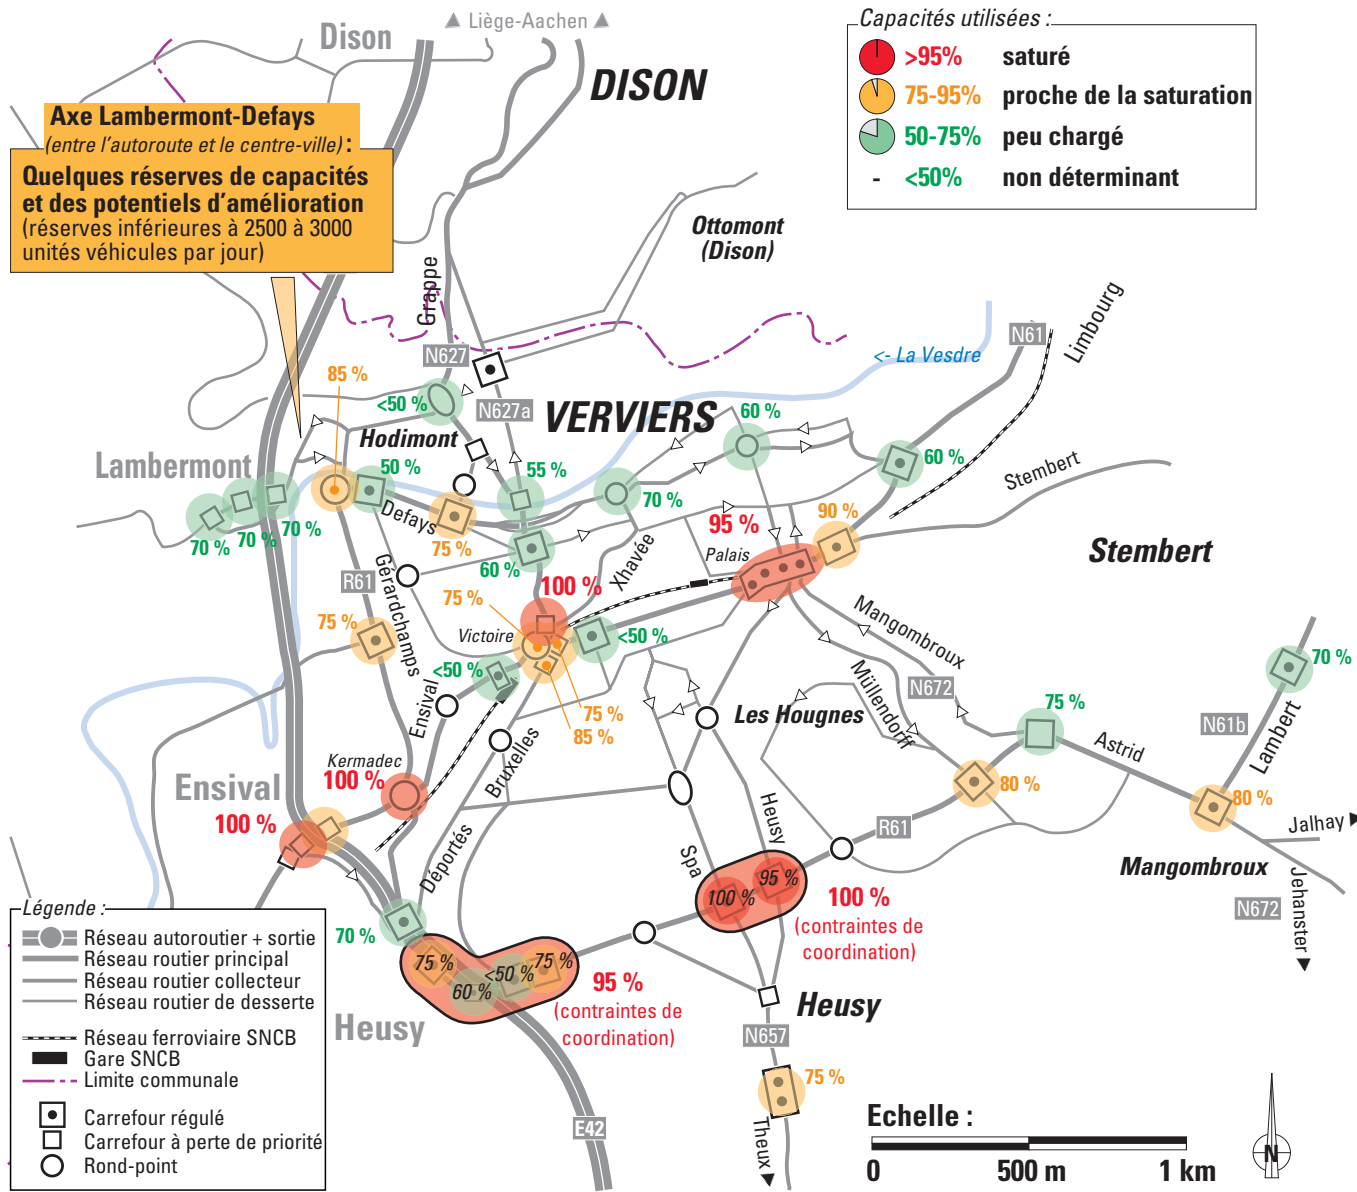 ▲ Liège-Aachen ▲
Dison
DISON
Capacités utilisées :
>95% saturé
75-95% proche de la saturation
50-75% peu chargé
- <50% non déterminant
Axe Lambermont-Defays
(entre l'autoroute et le centre-ville) :
Quelques réserves de capacités
et des potentiels d'amélioration
(réserves inférieures à 2500 à 3000
unités véhicules par jour)
Ottomont
(Dison)
Grappe
N627
N627a
N61
Limbourg
<- La Vesdre
85 %
<50 %
VERVIERS
60 %
Hodimont
Lambermont
50 %
55 %
60 %
Stembert
70 %
Defays
70 %
70 %
70 %
75 %
60 %
95 %
90 %
Palais
Xhavée
Stembert
R61
Gérardchamps
100 %
75 %
75 %
Victoire
<50 %
<50 %
Mangombroux
Müllendorff
N672
70 %
Ensival
75 %
85 %
Les Hougnes
75 %
N61b
Lambert
Astrid
Bruxelles
Kermadec
100 %
Ensival
100 %
80 %
80 %
Heusy
R61
Jalhay
Déportés
Spa
Mangombroux
95 %
100 %
100 %
(contraintes de
coordination)
N672
Jehanster
70 %
75 %
60 %
<50 %
75 %
95 %
(contraintes de
coordination)
Heusy
Heusy
N657
75 %
Theux
E42
Légende :
Réseau autoroutier + sortie
Réseau routier principal
Réseau routier collecteur
Réseau routier de desserte
Réseau ferroviaire SNCB
Gare SNCB
Limite communale
Carrefour régulé
Carrefour à perte de priorité
Rond-point
Echelle :
0 500 m 1 km
N